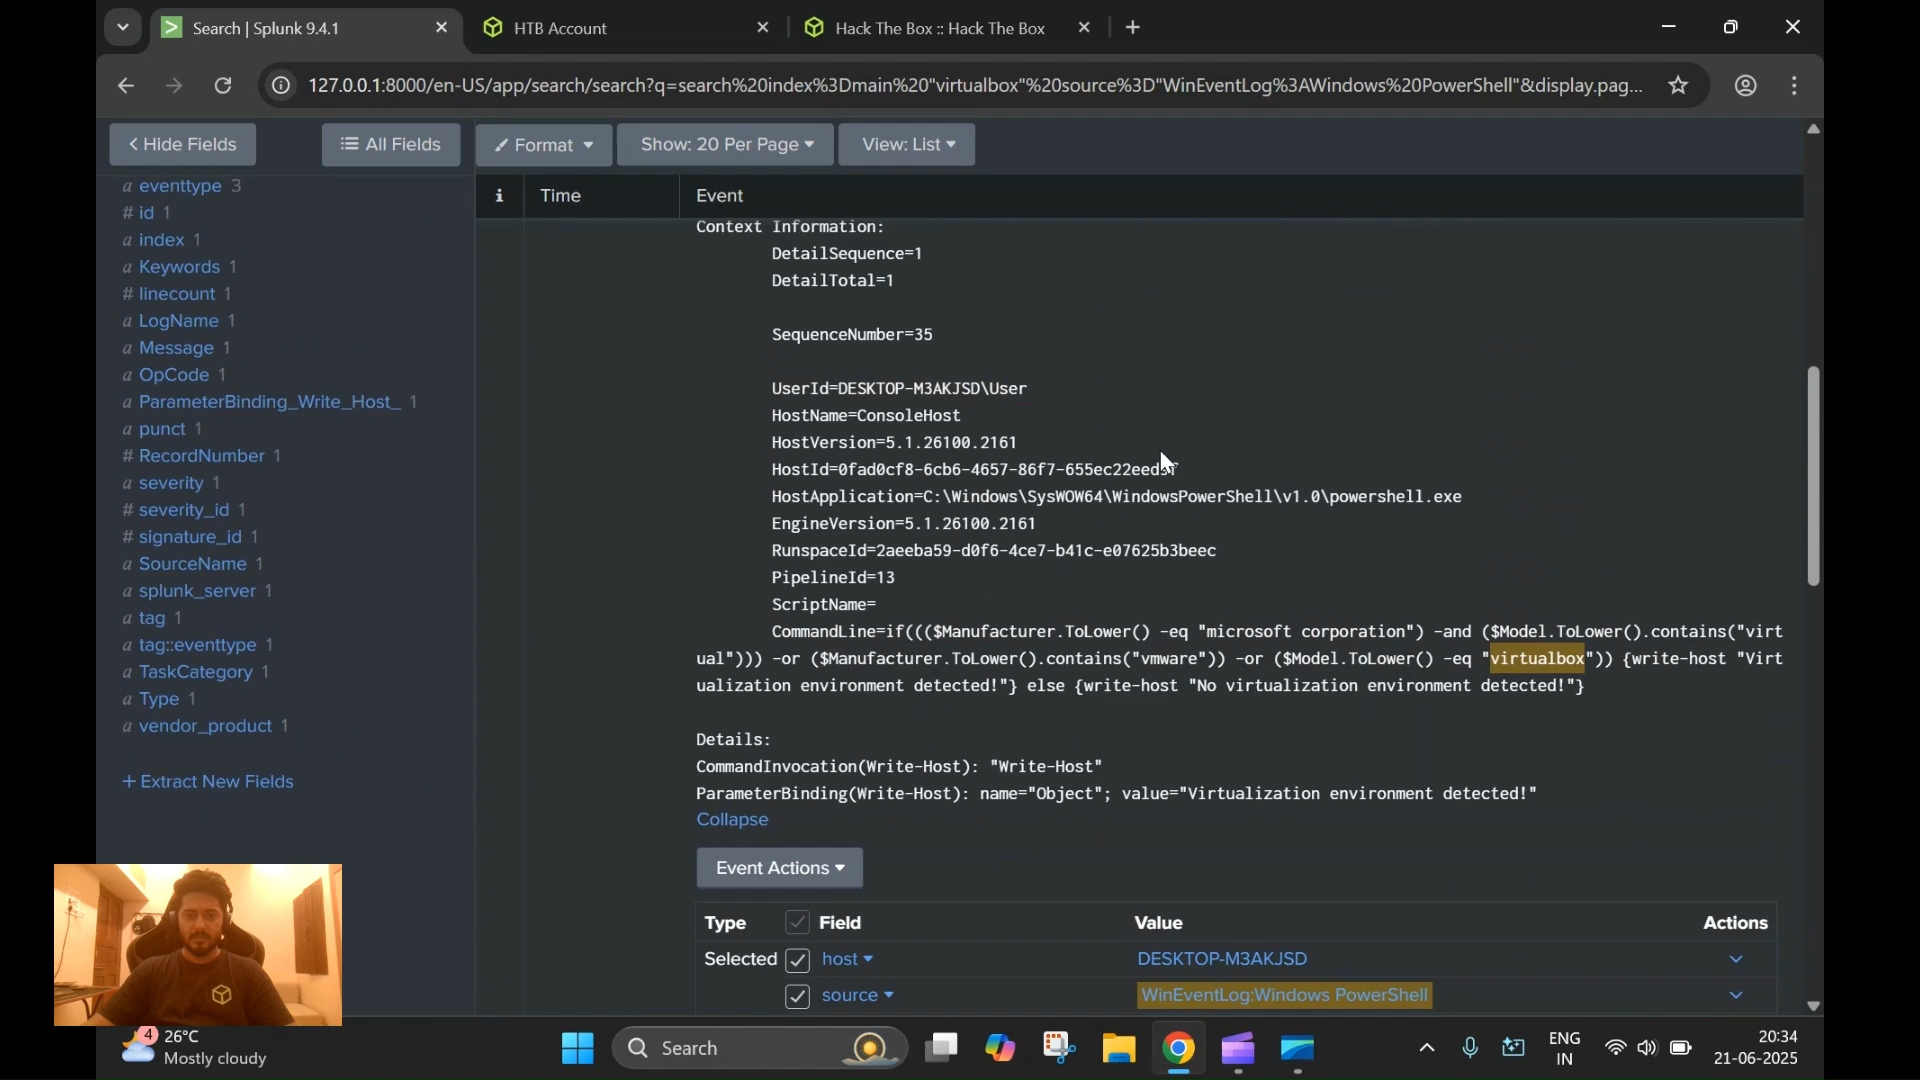 Search | Splunk 9.4.1
HTB Account
Hack The Box :: Hack The Box
127.0.0.1:8000/en-US/app/search/search?q=search%20index%3Dmain%20"virtualbox"%20source%3D"WinEventLog%3AWindows%20PowerShell"&display.pag...
Hide Fields
All Fields
Format
Show: 20 Per Page
View: List
i
Time
Event
a eventtype 3
# id 1
a index 1
a Keywords 1
# linecount 1
a LogName 1
a Message 1
a OpCode 1
a ParameterBinding_Write_Host_ 1
a punct 1
# RecordNumber 1
a severity 1
# severity_id 1
# signature_id 1
a SourceName 1
a splunk_server 1
a tag 1
a tag::eventtype 1
a TaskCategory 1
a Type 1
a vendor_product 1
+ Extract New Fields
Context Information:
DetailSequence=1
DetailTotal=1
SequenceNumber=35
UserId=DESKTOP-M3AKJSD\User
HostName=ConsoleHost
HostVersion=5.1.26100.2161
HostApplication=C:\Windows\SysWOW64\WindowsPowerShell\v1.0\powershell.exe
EngineVersion=5.1.26100.2161
RunspaceId=2aeeba59-d0f6-4ce7-b41c-e07625b3beec
PipelineId=13
ScriptName=
CommandLine=if((($Manufacturer.ToLower() -eq "microsoft corporation") -and ($Model.ToLower().contains("virt
ual"))) -or ($Manufacturer.ToLower().contains("vmware")) -or ($Model.ToLower() -eq "virtualbox")) {write-host "Virt
ualization environment detected!"} else {write-host "No virtualization environment detected!"}
Details:
CommandInvocation(Write-Host): "Write-Host"
ParameterBinding(Write-Host): name="Object"; value="Virtualization environment detected!"
Collapse
Event Actions
Type
Field
Value
Actions
Selected
host
DESKTOP-M3AKJSD
source
WinEventLog:Windows PowerShell
4
26°C
Mostly cloudy
Search
ENG
IN
20:34
21-06-2025